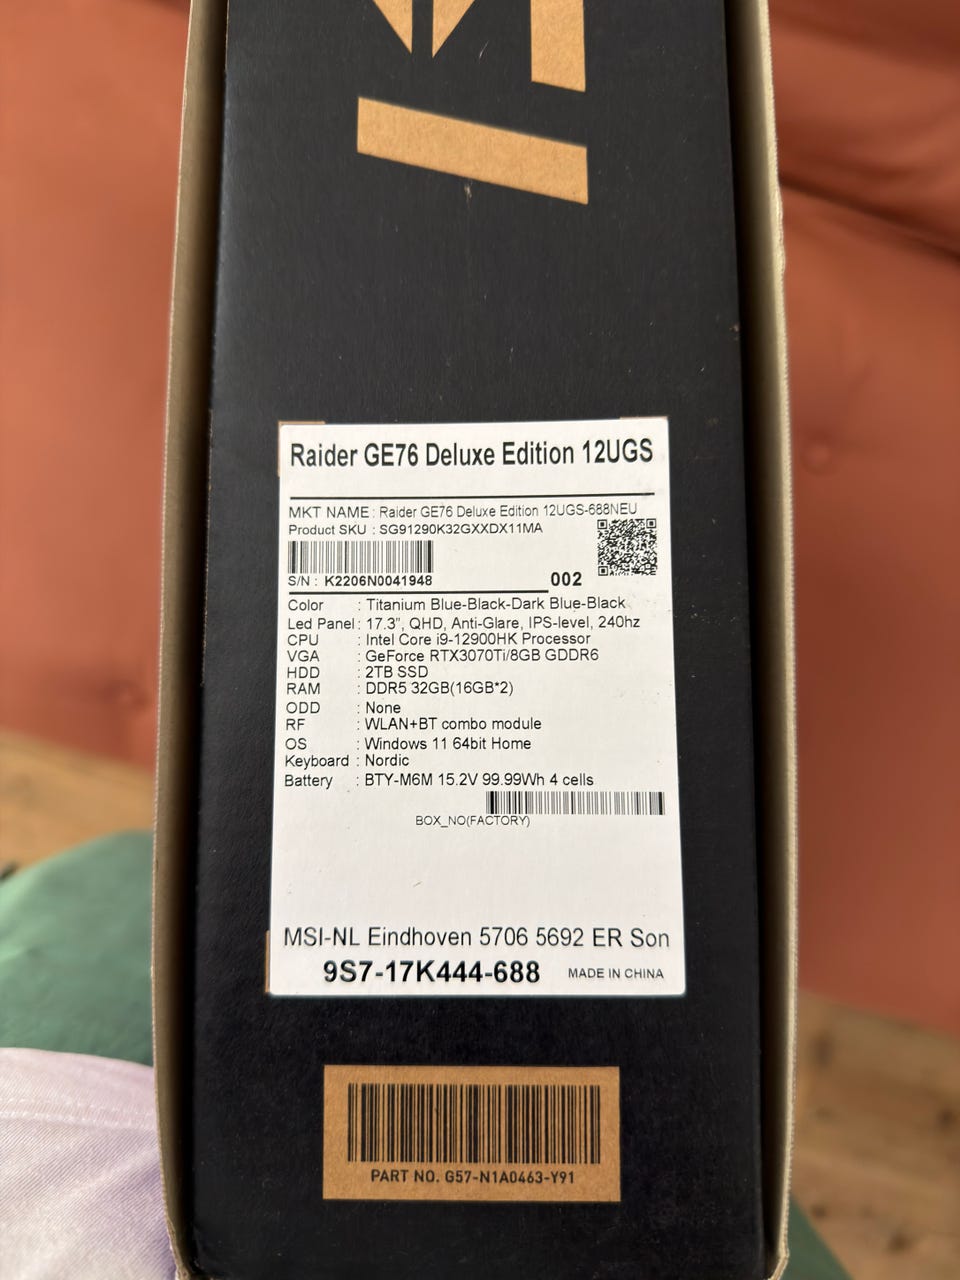 Raider GE76 Deluxe Edition 12UGS
MKT NAME : Raider GE76 Deluxe Edition 12UGS-688NEU
Product SKU : SG91290K32GXXDX11MA
S/N : K2206N0041948
002
Color : Titanium Blue-Black-Dark Blue-Black
Led Panel : 17.3", QHD, Anti-Glare, IPS-level, 240hz
CPU : Intel Core i9-12900HK Processor
VGA : GeForce RTX3070Ti/8GB GDDR6
HDD : 2TB SSD
RAM : DDR5 32GB(16GB*2)
ODD : None
RF : WLAN+BT combo module
OS : Windows 11 64bit Home
Keyboard : Nordic
Battery : BTY-M6M 15.2V 99.99Wh 4 cells
BOX_NO(FACTORY)
MSI-NL Eindhoven 5706 5692 ER Son
9S7-17K444-688 MADE IN CHINA
PART NO. G57-N1A0463-Y91